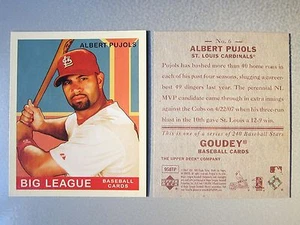 ALBERT PUJOLS
BIG LEAGUE
BASEBALL
CARDS
No. 6
ALBERT PUJOLS
ST. LOUIS CARDINALS
Pujols has bashed more than 40 home runs in
each of his past four seasons, slugging a career-
best 49 dingers last year. The perennial NL
MVP candidate came through in extra innings
against the Cubs on 6/22/07 as his three-run
blast in the 10th gave St. Louis a 12-9 win.
This is one of a series of 240 Baseball Stars
GOUDEY
BASEBALL CARDS
THE UPPER DECK COMPANY